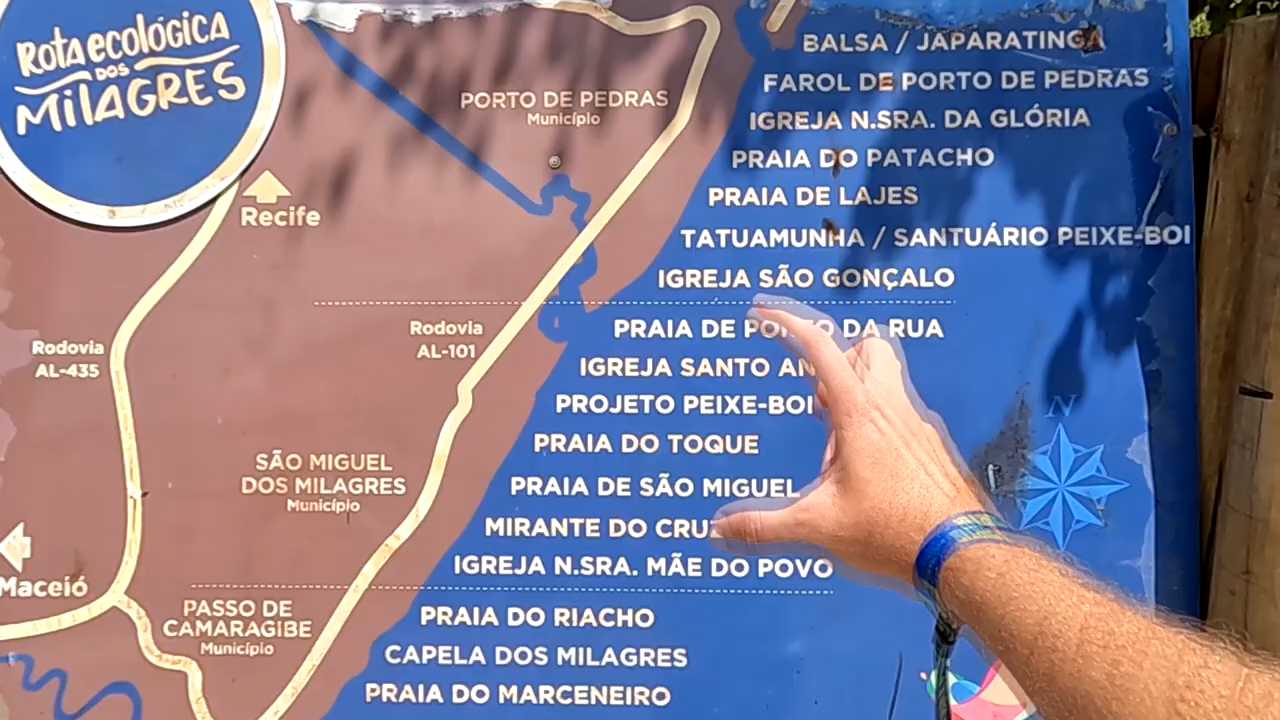 Rota ecológica
dos
Milagres
BALSA / JAPARATINGA
FAROL DE PORTO DE PEDRAS
IGREJA N.SRA. DA GLÓRIA
PRAIA DO PATACHO
PRAIA DE LAJES
TATUAMUNHA / SANTUÁRIO PEIXE-BOI
IGREJA SÃO GONÇALO
PRAIA DE PORTO DA RUA
IGREJA SANTO
PROJETO PEIXE-BOI
PRAIA DO TOQUE
PRAIA DE SÃO MIGUEL
MIRANTE DO
IGREJA N.SRA. MÃE DO POVO
PRAIA DO RIACHO
CAPELA DOS MILAGRES
PRAIA DO MARCENEIRO
PORTO DE PEDRAS
Município
Recife
Rodovia
AL-101
Rodovia
AL-435
SÃO MIGUEL
DOS MILAGRES
Município
Maceió
PASSO DE
CAMARAGIBE
Município
N